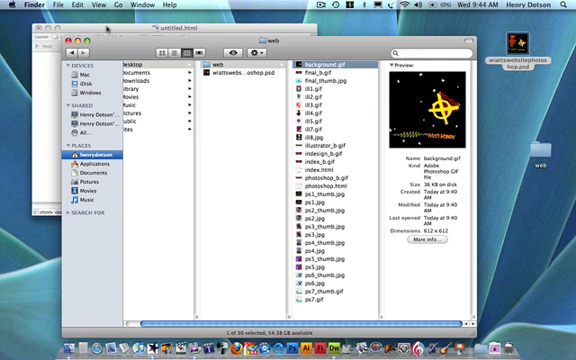 Finder File Edit View Go Window Help
Wed 9:44 AM Henry Dotson
untitled.html
web
DEVICES
Mac
iDisk
Windows
SHARED
Henry Dotson'...
Henry Dotson'...
All...
PLACES
henrydotson
Applications
Documents
Pictures
Movies
Music
SEARCH FOR
Desktop
Documents
Downloads
Library
Movies
Music
Pictures
Public
Sites
web
wiattswebs...oshop.psd
background.gif
final_b.gif
final_thumb.jpg
ill1.gif
ill2.gif
ill3.gif
ill4.gif
ill5.gif
ill7.gif
ill8.jpg
illustrator_b.gif
indesign_b.gif
index_b.gif
index.html
photoshop_b.gif
photoshop.html
ps1_thumb.jpg
ps1.jpg
ps2_thumb.jpg
ps2.jpg
ps3_thumb.jpg
ps3.jpg
ps4_thumb.jpg
ps4.jpg
ps5_thumb.jpg
ps5.jpg
ps6_thumb.jpg
ps6.jpg
ps7_thumb.gif
ps7.gif
Preview:
Name background.gif
Kind Adobe Photoshop GIF file
Size 36 KB on disk
Created Today at 9:40 AM
Modified Today at 9:40 AM
Last opened Today at 9:40 AM
Dimensions 612 x 612
More info...
1 of 30 selected, 54.38 GB available
wiattswebsitephotos
hop.psd
web